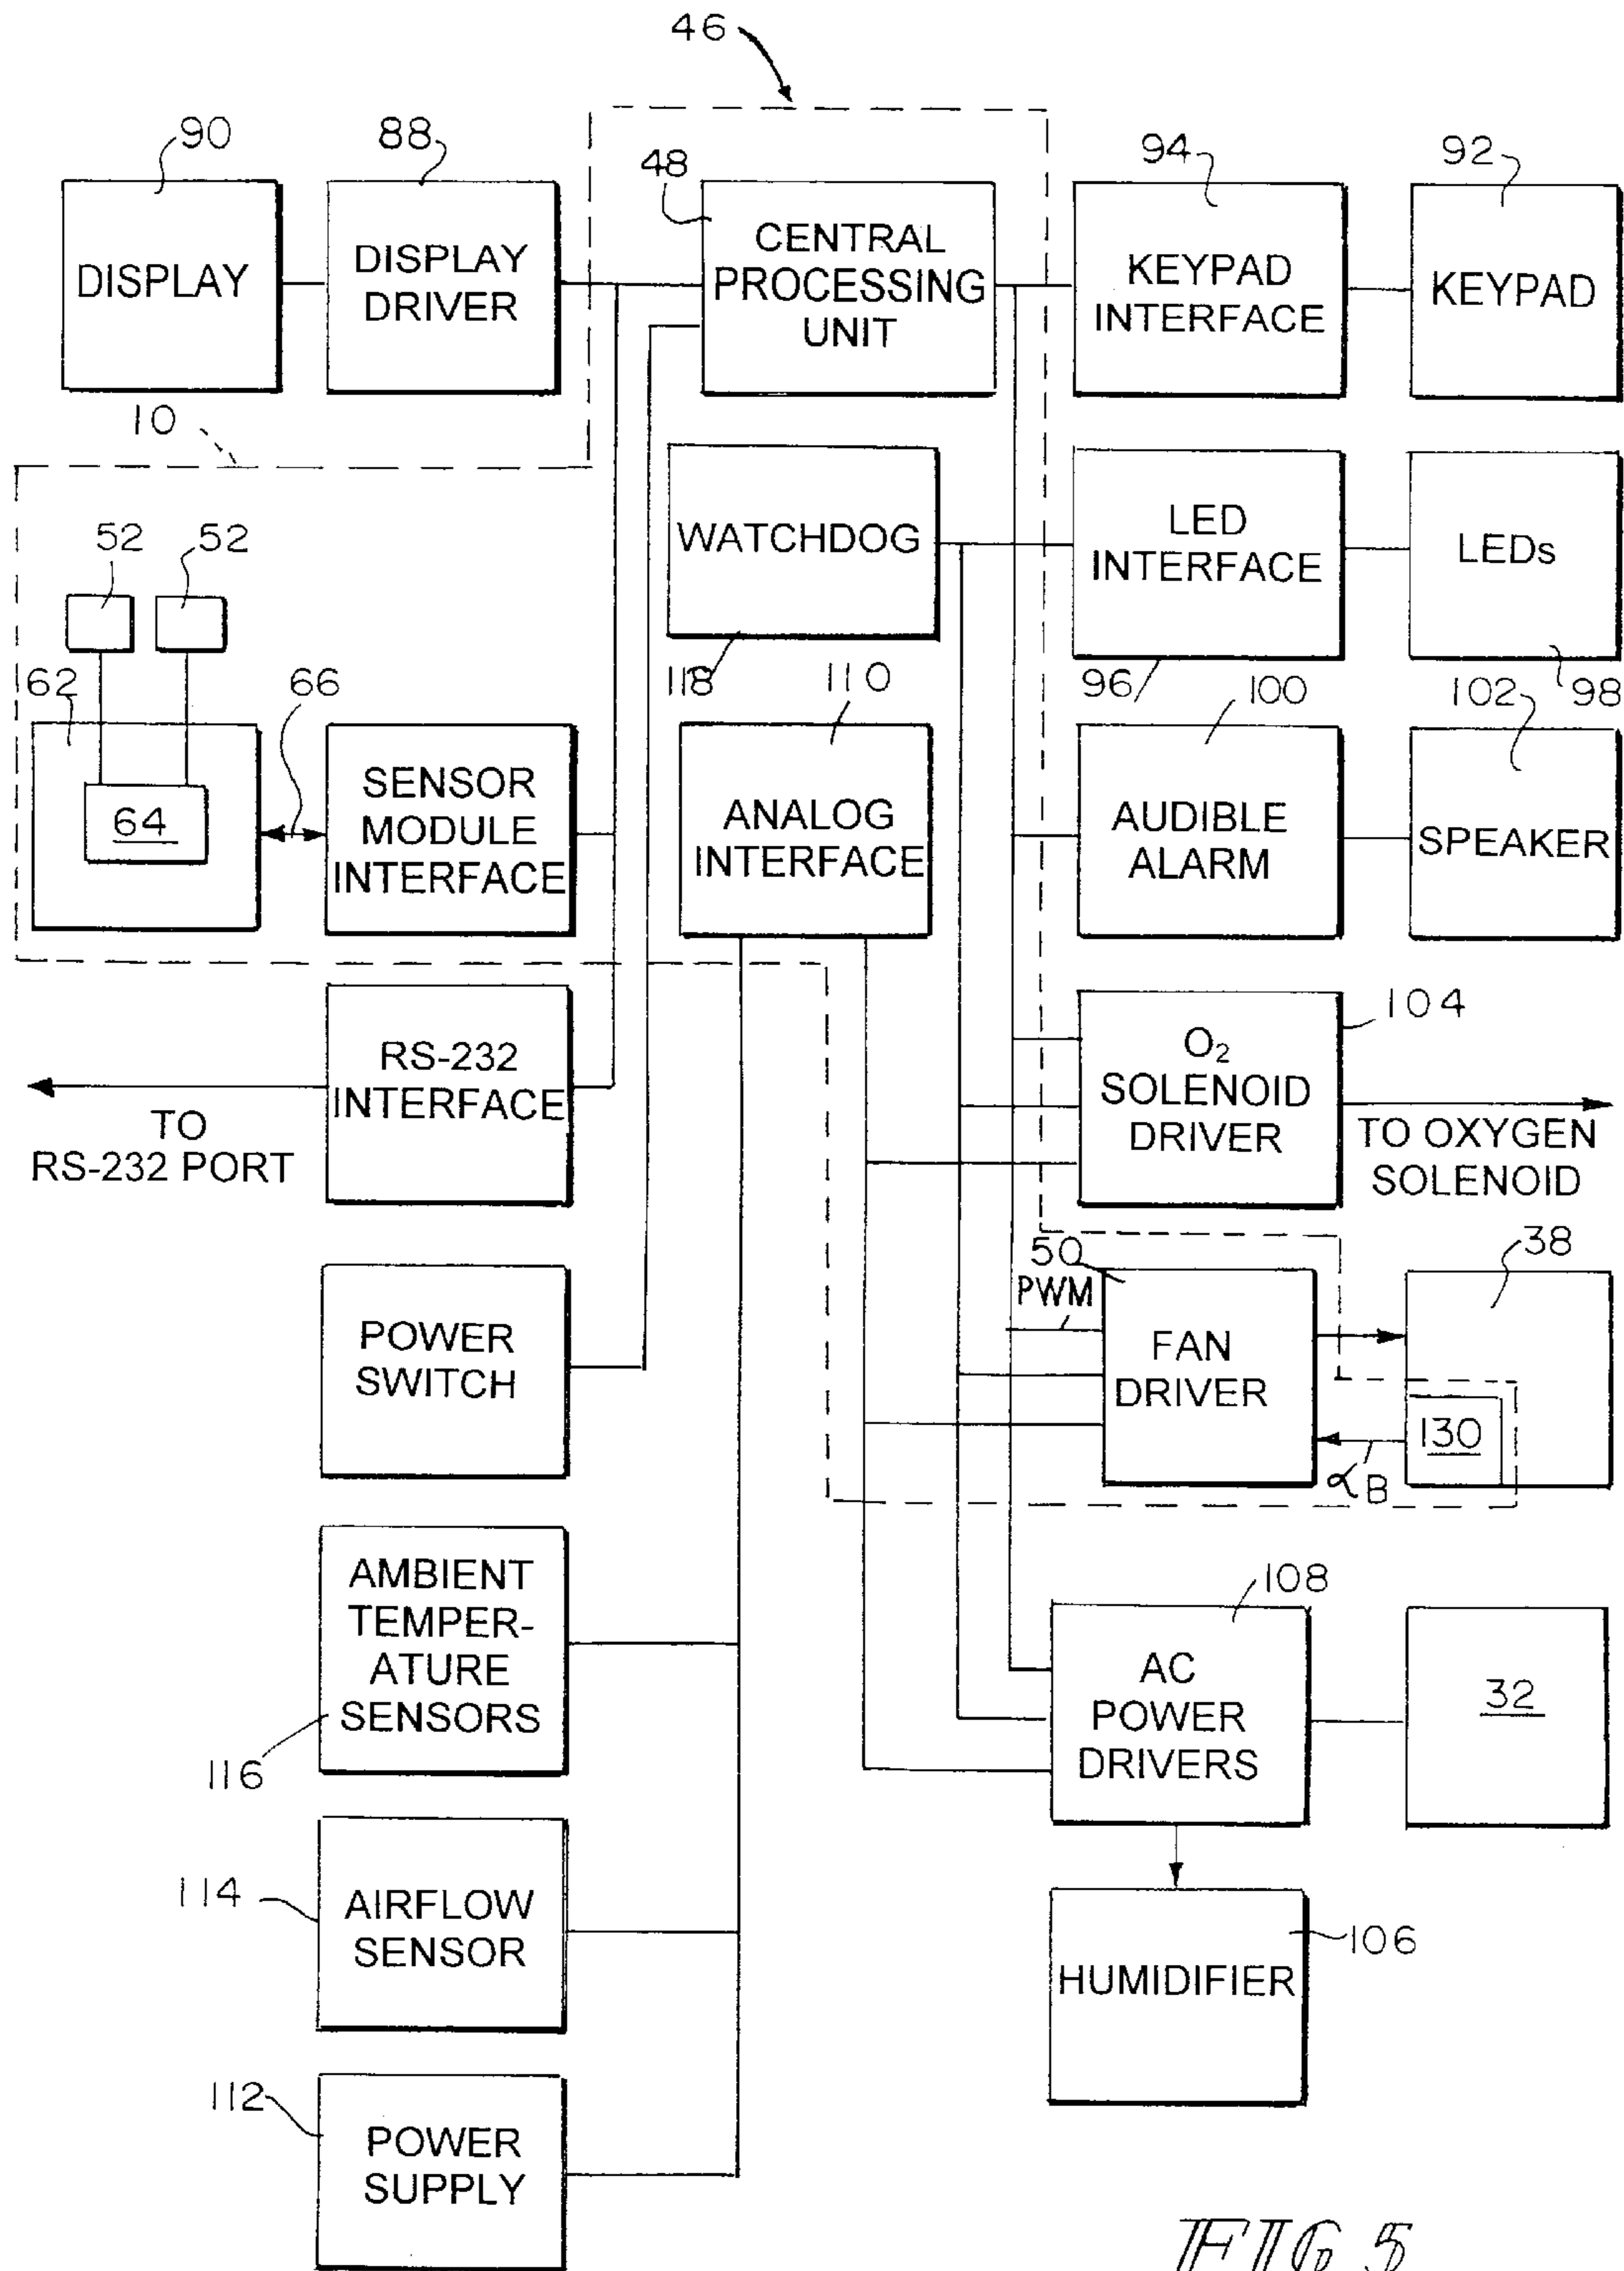 46
90
88
48
94
92
DISPLAY
DISPLAY
DRIVER
CENTRAL
PROCESSING
UNIT
KEYPAD
INTERFACE
KEYPAD
10
52
52
WATCHDOG
LED
INTERFACE
LEDs
118
96
98
62
66
110
100
102
64
SENSOR
MODULE
INTERFACE
ANALOG
INTERFACE
AUDIBLE
ALARM
SPEAKER
RS-232
INTERFACE
TO
RS-232 PORT
O₂
SOLENOID
DRIVER
104
TO OXYGEN
SOLENOID
POWER
SWITCH
50
PWM
FAN
DRIVER
38
130
αB
AMBIENT
TEMPER-
ATURE
SENSORS
116
108
AC
POWER
DRIVERS
32
114
AIRFLOW
SENSOR
106
HUMIDIFIER
112
POWER
SUPPLY
FIG 5